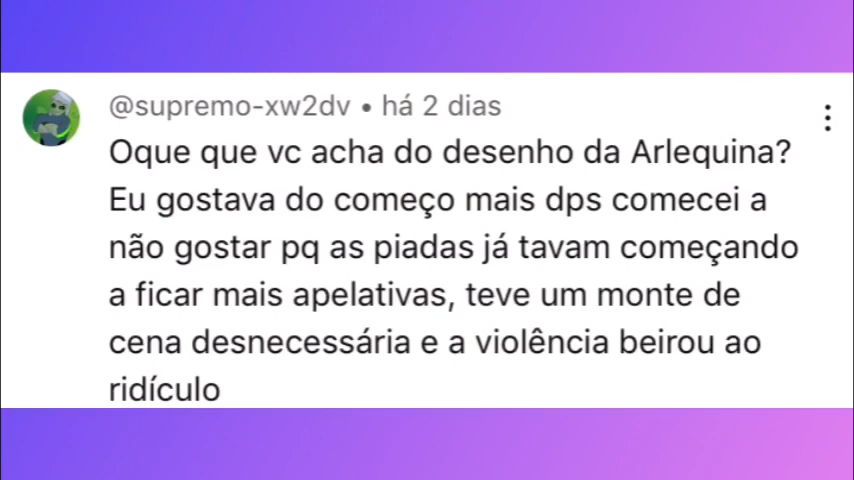 @supremo-xw2dv • há 2 dias
Oque que vc acha do desenho da Arlequina?
Eu gostava do começo mais dps comecei a
não gostar pq as piadas já tavam começando
a ficar mais apelativas, teve um monte de
cena desnecessária e a violência beirou ao
ridículo